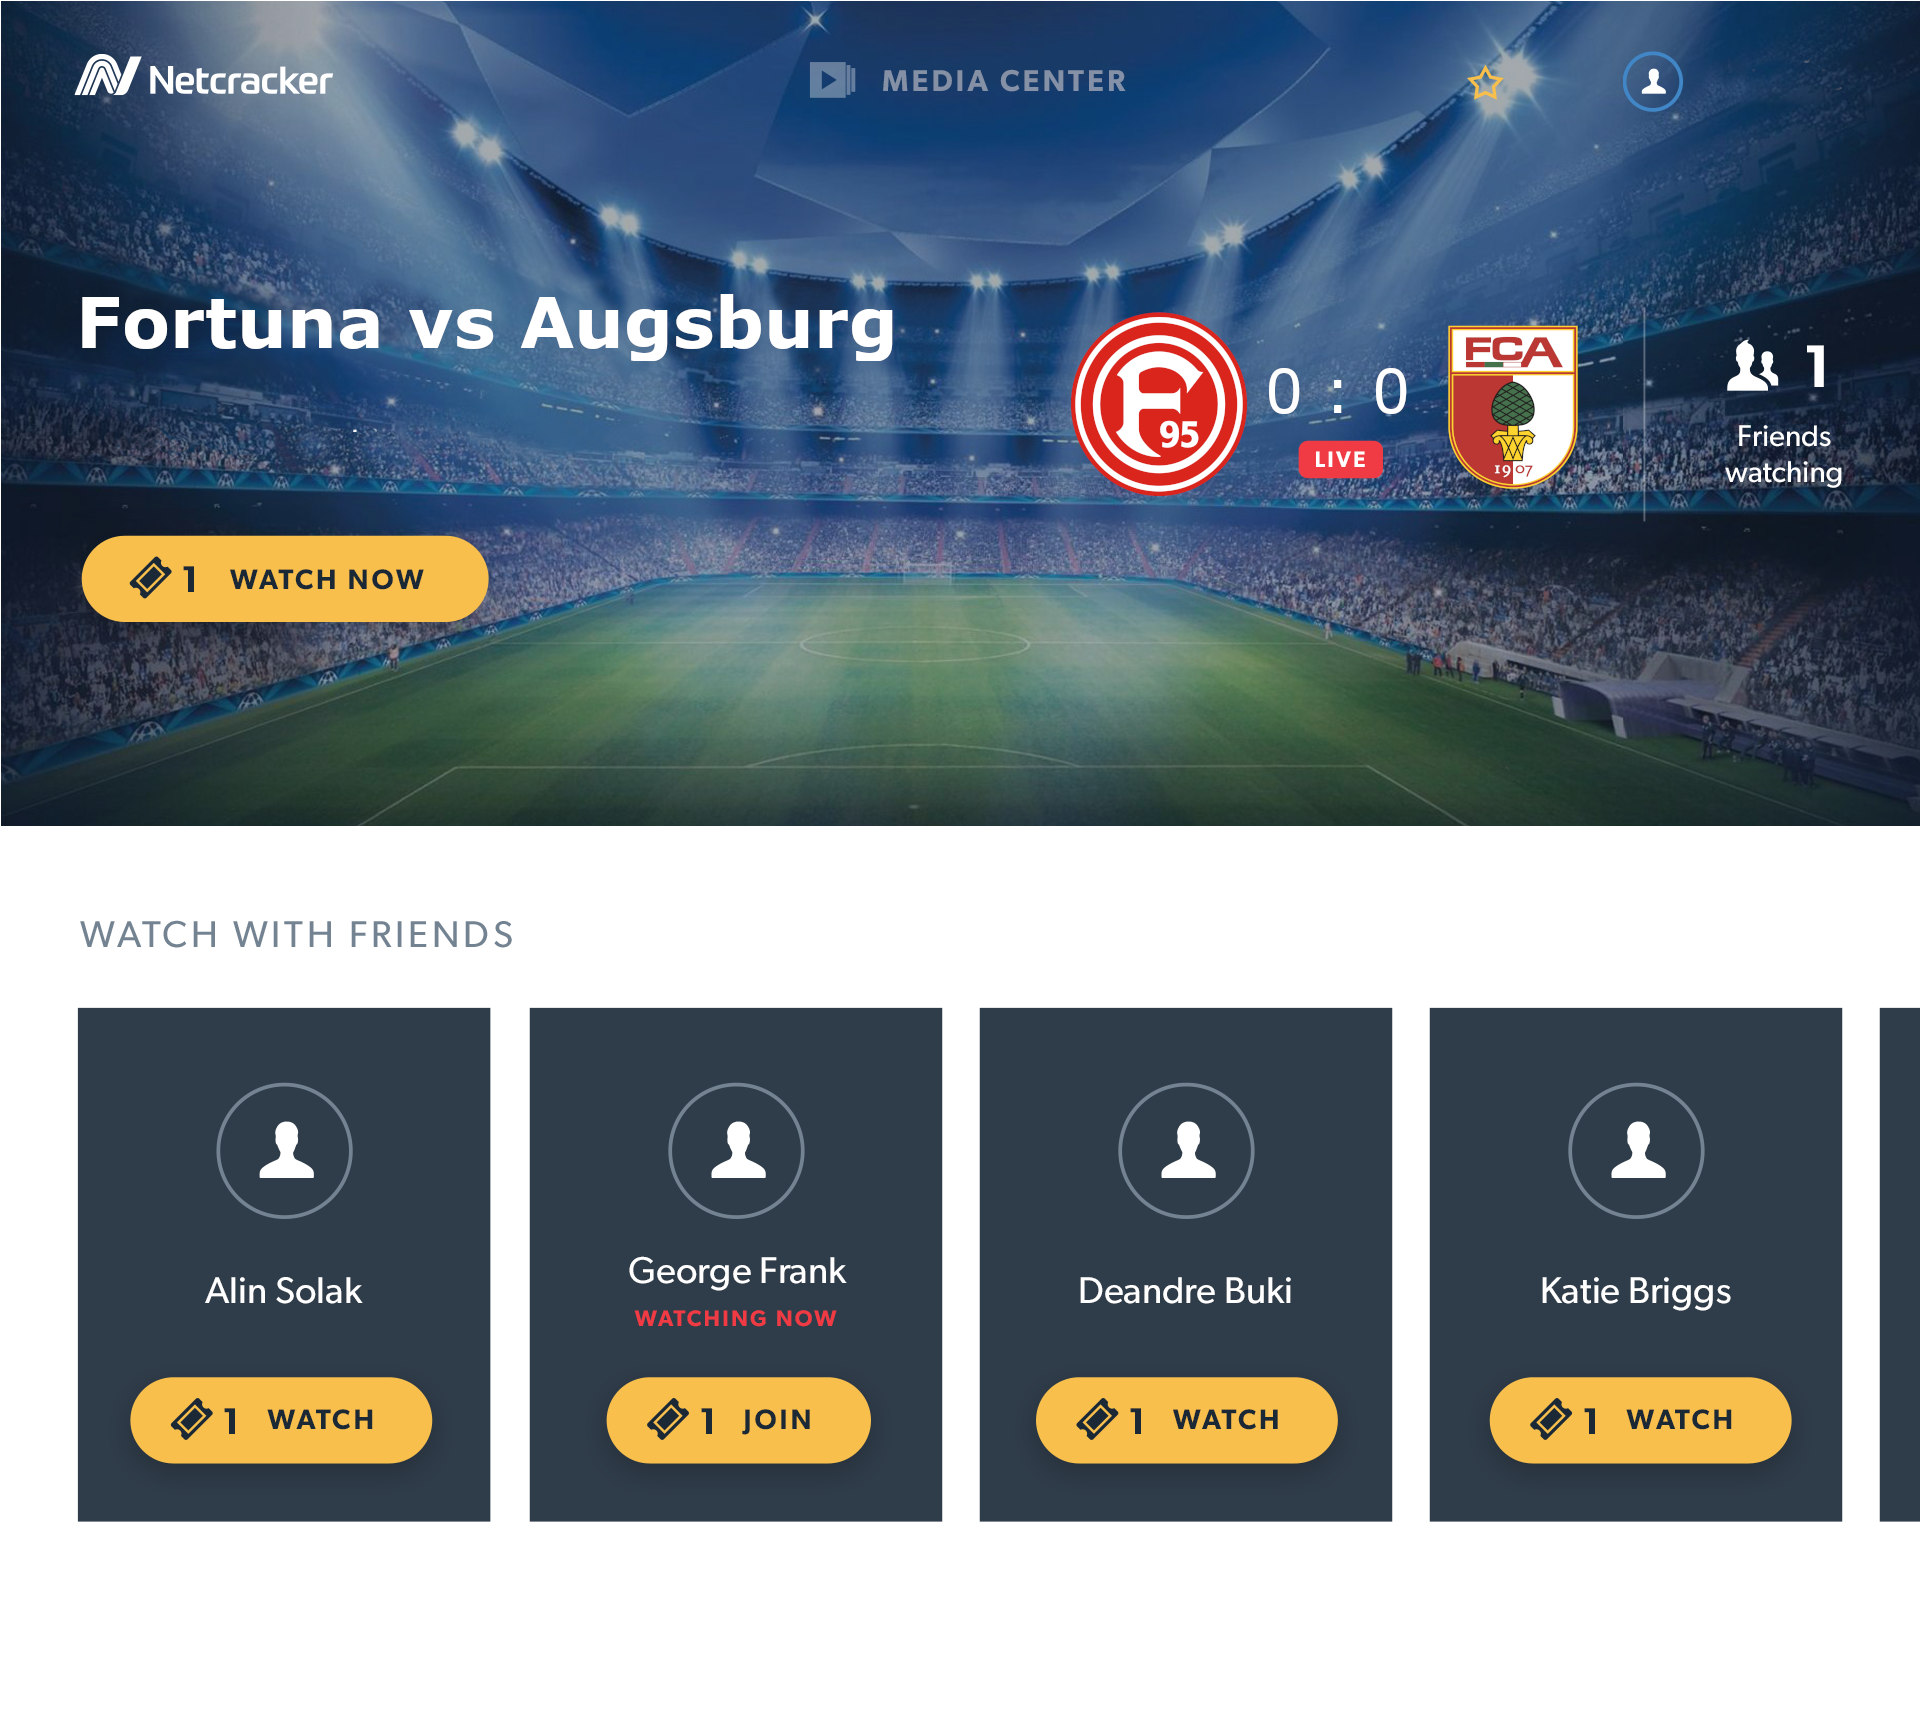 Netcracker
MEDIA CENTER
Fortuna vs Augsburg
F
95
0 : 0
LIVE
FCA
1907
1
Friends
watching
1 WATCH NOW
WATCH WITH FRIENDS
Alin Solak
1 WATCH
George Frank
WATCHING NOW
1 JOIN
Deandre Buki
1 WATCH
Katie Briggs
1 WATCH